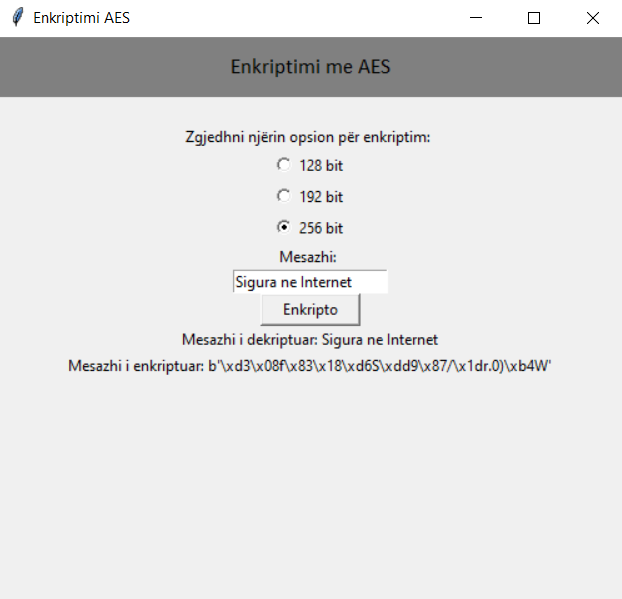 Enkriptimi AES
Enkriptimi me AES
Zgjedhni njërin opsion për enkriptim:
128 bit
192 bit
256 bit
Mesazhi:
Sigura ne Internet
Enkripto
Mesazhi i dekriptuar: Sigura ne Internet
Mesazhi i enkriptuar: b'\xd3\x08f\x83\x18\xd6S\xdd9\x87/\x1dr.0)\xb4W'